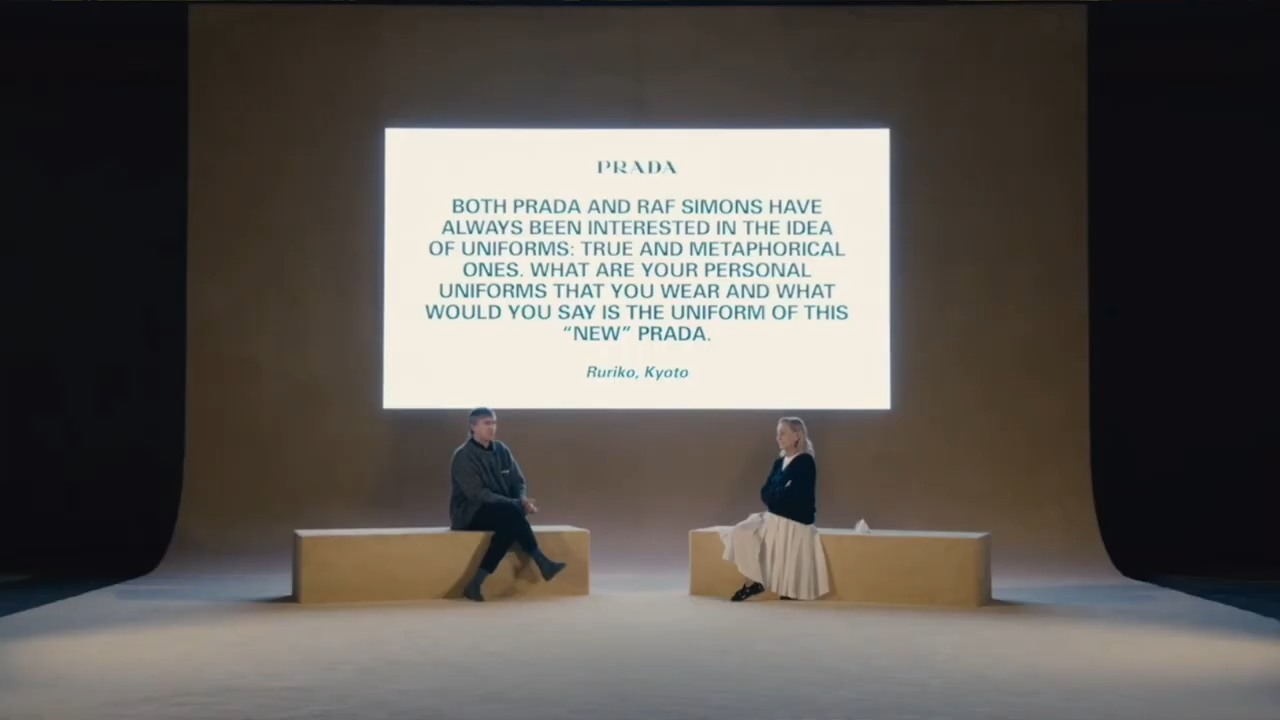 PRADA
BOTH PRADA AND RAF SIMONS HAVE
ALWAYS BEEN INTERESTED IN THE IDEA
OF UNIFORMS: TRUE AND METAPHORICAL
ONES. WHAT ARE YOUR PERSONAL
UNIFORMS THAT YOU WEAR AND WHAT
WOULD YOU SAY IS THE UNIFORM OF THIS
“NEW” PRADA.
Ruriko, Kyoto